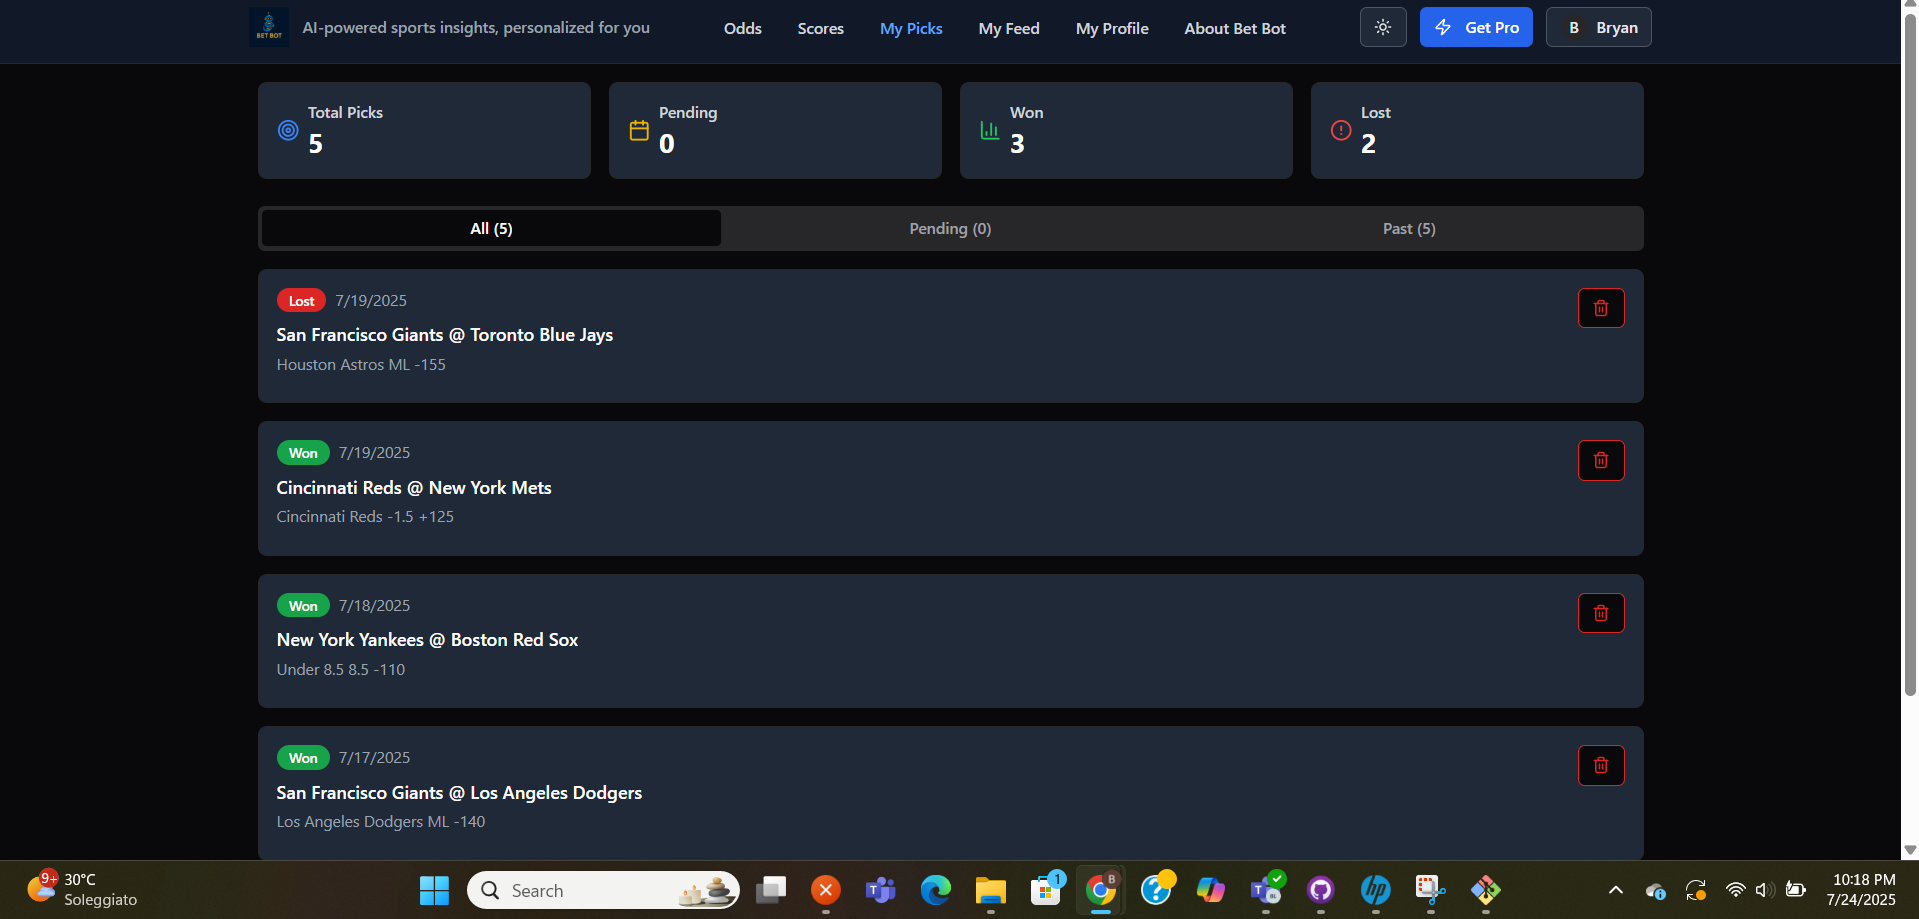 BET BOT
AI-powered sports insights, personalized for you
Odds
Scores
My Picks
My Feed
My Profile
About Bet Bot
Get Pro
B Bryan
Total Picks
5
Pending
0
Won
3
Lost
2
All (5)
Pending (0)
Past (5)
Lost 7/19/2025
San Francisco Giants @ Toronto Blue Jays
Houston Astros ML -155
Won 7/19/2025
Cincinnati Reds @ New York Mets
Cincinnati Reds -1.5 +125
Won 7/18/2025
New York Yankees @ Boston Red Sox
Under 8.5 8.5 -110
Won 7/17/2025
San Francisco Giants @ Los Angeles Dodgers
Los Angeles Dodgers ML -140
9+
30°C
Soleggiato
Search
T
1
B
?
T
BL
hp
10:18 PM
7/24/2025